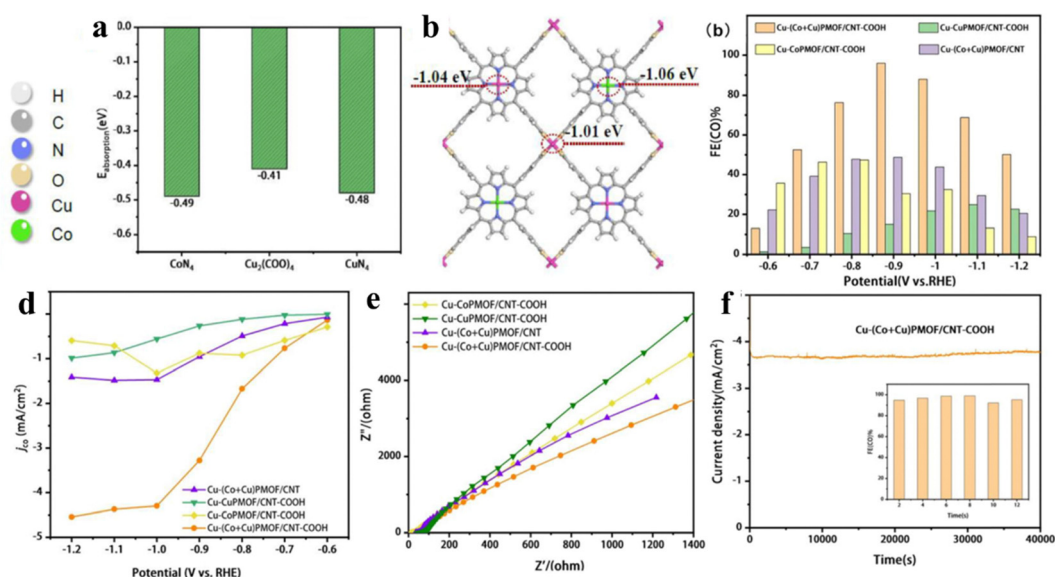 H
C
N
O
Cu
Co
a
E absorption(eV)
0.0
-0.1
-0.2
-0.3
-0.4
-0.5
-0.6
-0.49
-0.41
-0.48
CoN4
Cu2(COO)4
CuN4
b
-1.04 eV
-1.06 eV
-1.01 eV
(b)
Cu-(Co+Cu)PMOF/CNT-COOH
Cu-CuPMOF/CNT-COOH
Cu-CoPMOF/CNT-COOH
Cu-(Co+Cu)PMOF/CNT
FE(CO)%
100
80
60
40
20
0
-0.6 -0.7 -0.8 -0.9 -1 -1.1 -1.2
Potential(V vs.RHE)
d
jco (mA/cm2)
0
-1
-2
-3
-4
-5
Cu-(Co+Cu)PMOF/CNT
Cu-CuPMOF/CNT-COOH
Cu-CoPMOF/CNT-COOH
Cu-(Co+Cu)PMOF/CNT-COOH
-1.2 -1.1 -1.0 -0.9 -0.8 -0.7 -0.6
Potential (V vs. RHE)
e
Cu-CoPMOF/CNT-COOH
Cu-CuPMOF/CNT-COOH
Cu-(Co+Cu)PMOF/CNT
Cu-(Co+Cu)PMOF/CNT-COOH
Z''/(ohm)
4000
2000
0
0 200 400 600 800 1000 1200 1400
Z'/(ohm)
f
Cu-(Co+Cu)PMOF/CNT-COOH
Current density(mA/cm2)
-4
-3
-2
-1
0
FE(CO)%
100
80
60
40
20
0
2 4 6 8 10 12
Time(s)
0 10000 20000 30000 40000
Time(s)